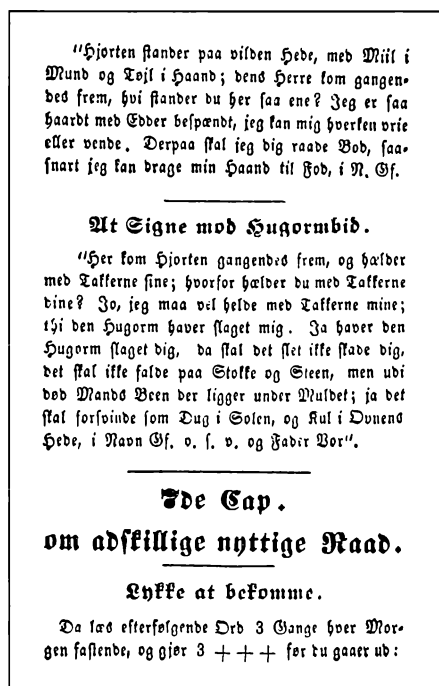 "Hjorten stander paa vilden Hede, med Miil i
Mund og Tøjl i Haand; dens Herre kom gangen-
des frem, hvi stander du her saa ene? Jeg er saa
haardt med Edder bespændt, jeg kan mig hverken vrie
eller vende. Derpaa skal jeg dig raade Bod, saa-
snart jeg kan drage min Haand til Fod, i N. Gf.
At Signe mod Hugormbid.
"Her kom Hjorten gangendes frem, og hælder
med Takkerne sine; hvorfor hælder du med Takkerne
dine? Jo, jeg maa vel helde med Takkerne mine;
thi den Hugorm haver slaget mig. Ja haver den
Hugorm slaget dig, da skal det slet ikke skade dig,
det skal ikke falde paa Stokke og Steen, men udi
død Mands Been der ligger under Muldet; ja det
skal forsvinde som Dug i Solen, og Kul i Ovnens
Hede, i Navn Gf. o. s. v. og Fadir Vor".
7de Cap.
om adskillige nyttige Raad.
Lykke at bekomme.
Da læs efterfølgende Ord 3 Gange hver Mor-
gen fastende, og gjør 3 + + + før du gaaer ud: